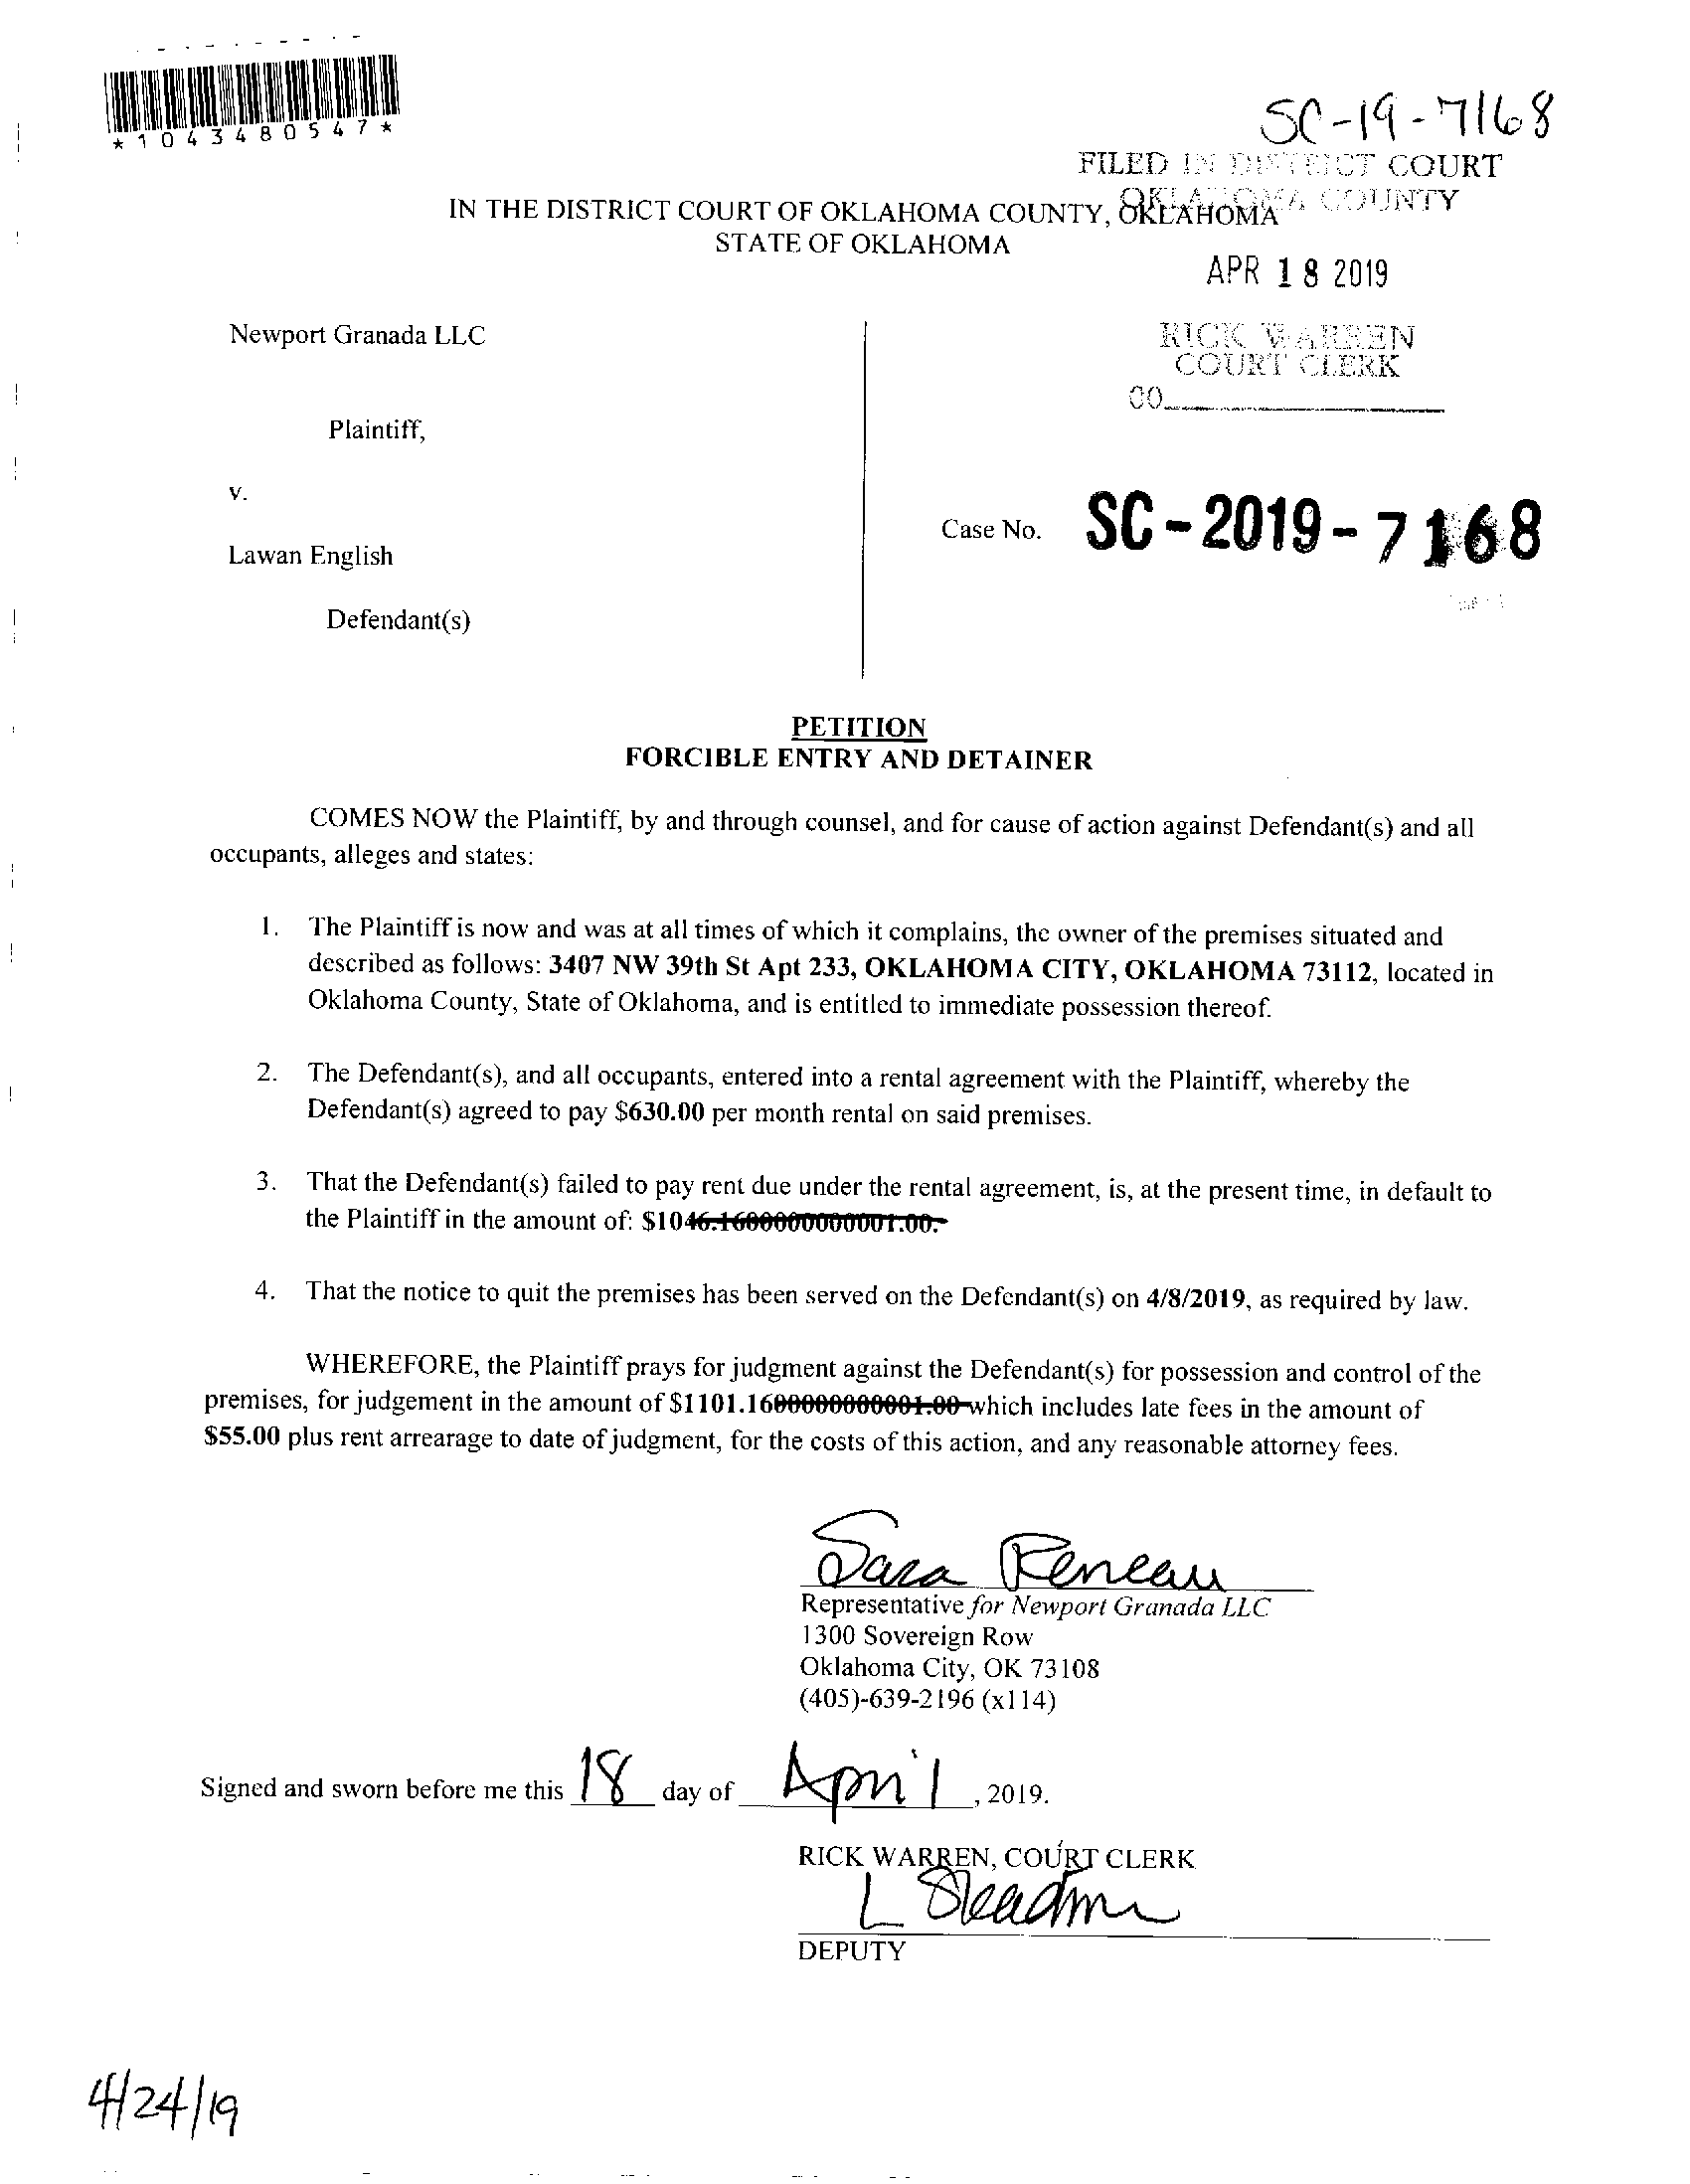 *1043480547*
SC-19-7168
FILED IN DISTRICT COURT
OKLAHOMA COUNTY
IN THE DISTRICT COURT OF OKLAHOMA COUNTY, OKLAHOMA
STATE OF OKLAHOMA
APR 18 2019
Newport Granada LLC
RICK WARREN
COURT CLERK
Plaintiff,
v.
Case No. SC-2019-7168
Lawan English
Defendant(s)
PETITION
FORCIBLE ENTRY AND DETAINER
COMES NOW the Plaintiff, by and through counsel, and for cause of action against Defendant(s) and all
occupants, alleges and states:
1. The Plaintiff is now and was at all times of which it complains, the owner of the premises situated and
described as follows: 3407 NW 39th St Apt 233, OKLAHOMA CITY, OKLAHOMA 73112, located in
Oklahoma County, State of Oklahoma, and is entitled to immediate possession thereof.
2. The Defendant(s), and all occupants, entered into a rental agreement with the Plaintiff, whereby the
Defendant(s) agreed to pay $630.00 per month rental on said premises.
3. That the Defendant(s) failed to pay rent due under the rental agreement, is, at the present time, in default to
the Plaintiff in the amount of: $1046.1600000000001.00.
4. That the notice to quit the premises has been served on the Defendant(s) on 4/8/2019, as required by law.
WHEREFORE, the Plaintiff prays for judgment against the Defendant(s) for possession and control of the
premises, for judgement in the amount of $1101.1600000000001.00 which includes late fees in the amount of
$55.00 plus rent arrearage to date of judgment, for the costs of this action, and any reasonable attorney fees.
Sara Reneau
Representative for Newport Granada LLC
1300 Sovereign Row
Oklahoma City, OK 73108
(405)-639-2196 (x114)
Signed and sworn before me this 18 day of April, 2019.
RICK WARREN, COURT CLERK
DEPUTY
4/24/19